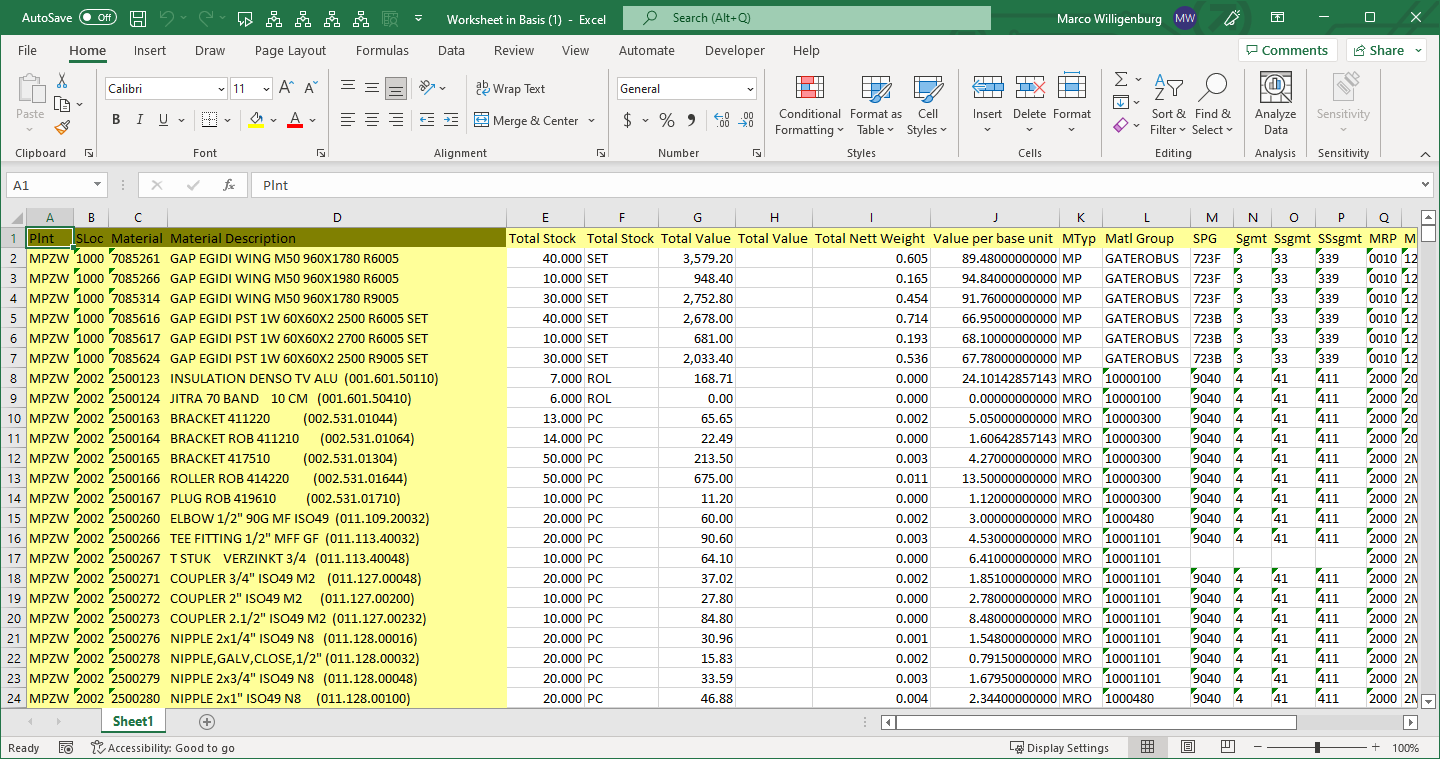 AutoSave Off Worksheet in Basis (1) - Excel Search (Alt+Q) Marco Willigenburg MW
File Home Insert Draw Page Layout Formulas Data Review View Automate Developer Help Comments Share
Calibri 11 Wrap Text General
Paste B I U Merge & Center $ % Conditional Formatting Format as Table Cell Styles Insert Delete Format Sort & Filter Find & Select Analyze Data Sensitivity
Clipboard Font Alignment Number Styles Cells Editing Analysis Sensitivity
A1 fx Plnt
A B C D E F G H I J K L M N O P Q
1 Plnt SLoc Material Material Description Total Stock Total Stock Total Value Total Value Total Nett Weight Value per base unit MTyp Matl Group SPG Sgmt Ssgmt SSsgmt MRP M
2 MPZW 1000 7085261 GAP EGIDI WING M50 960X1780 R6005 40.000 SET 3,579.20 0.605 89.48000000000 MP GATEROBUS 723F 3 33 339 0010 12
3 MPZW 1000 7085266 GAP EGIDI WING M50 960X1980 R6005 10.000 SET 948.40 0.165 94.84000000000 MP GATEROBUS 723F 3 33 339 0010 12
4 MPZW 1000 7085314 GAP EGIDI WING M50 960X1780 R9005 30.000 SET 2,752.80 0.454 91.76000000000 MP GATEROBUS 723F 3 33 339 0010 12
5 MPZW 1000 7085616 GAP EGIDI PST 1W 60X60X2 2500 R6005 SET 40.000 SET 2,678.00 0.714 66.95000000000 MP GATEROBUS 723B 3 33 339 0010 12
6 MPZW 1000 7085617 GAP EGIDI PST 1W 60X60X2 2700 R6005 SET 10.000 SET 681.00 0.193 68.10000000000 MP GATEROBUS 723B 3 33 339 0010 12
7 MPZW 1000 7085624 GAP EGIDI PST 1W 60X60X2 2500 R9005 SET 30.000 SET 2,033.40 0.536 67.78000000000 MP GATEROBUS 723B 3 33 339 0010 12
8 MPZW 2002 2500123 INSULATION DENSO TV ALU (001.601.50110) 7.000 ROL 168.71 0.000 24.10142857143 MRO 10000100 9040 4 41 411 2000 20
9 MPZW 2002 2500124 JITRA 70 BAND 10 CM (001.601.50410) 6.000 ROL 0.00 0.000 0.00000000000 MRO 10000100 9040 4 41 411 2000 20
10 MPZW 2002 2500163 BRACKET 411220 (002.531.01044) 13.000 PC 65.65 0.002 5.05000000000 MRO 10000300 9040 4 41 411 2000 20
11 MPZW 2002 2500164 BRACKET ROB 411210 (002.531.01064) 14.000 PC 22.49 0.000 1.60642857143 MRO 10000300 9040 4 41 411 2000 20
12 MPZW 2002 2500165 BRACKET 417510 (002.531.01304) 50.000 PC 213.50 0.003 4.27000000000 MRO 10000300 9040 4 41 411 2000 2M
13 MPZW 2002 2500166 ROLLER ROB 414220 (002.531.01644) 50.000 PC 675.00 0.011 13.50000000000 MRO 10000300 9040 4 41 411 2000 2M
14 MPZW 2002 2500167 PLUG ROB 419610 (002.531.01710) 10.000 PC 11.20 0.000 1.12000000000 MRO 10000300 9040 4 41 411 2000 2M
15 MPZW 2002 2500260 ELBOW 1/2" 90G MF ISO49 (011.109.20032) 20.000 PC 60.00 0.002 3.00000000000 MRO 1000480 9040 4 41 411 2000 2M
16 MPZW 2002 2500266 TEE FITTING 1/2" MFF GF (011.113.40032) 20.000 PC 90.60 0.003 4.53000000000 MRO 10001101 9040 4 41 411 2000 2M
17 MPZW 2002 2500267 T STUK VERZINKT 3/4 (011.113.40048) 10.000 PC 64.10 0.000 6.41000000000 MRO 10001101 2000 2M
18 MPZW 2002 2500271 COUPLER 3/4" ISO49 M2 (011.127.00048) 20.000 PC 37.02 0.002 1.85100000000 MRO 10001101 9040 4 41 411 2000 2M
19 MPZW 2002 2500272 COUPLER 2" ISO49 M2 (011.127.00200) 10.000 PC 27.80 0.000 2.78000000000 MRO 10001101 9040 4 41 411 2000 2M
20 MPZW 2002 2500273 COUPLER 2.1/2" ISO49 M2 (011.127.00232) 10.000 PC 84.80 0.000 8.48000000000 MRO 10001101 9040 4 41 411 2000 2M
21 MPZW 2002 2500276 NIPPLE 2x1/4" ISO49 N8 (011.128.00016) 20.000 PC 30.96 0.001 1.54800000000 MRO 10001101 9040 4 41 411 2000 2M
22 MPZW 2002 2500278 NIPPLE,GALV,CLOSE,1/2" (011.128.00032) 20.000 PC 15.83 0.002 0.79150000000 MRO 10001101 9040 4 41 411 2000 2M
23 MPZW 2002 2500279 NIPPLE 2x3/4" ISO49 N8 (011.128.00048) 20.000 PC 33.59 0.003 1.67950000000 MRO 10001101 9040 4 41 411 2000 2M
24 MPZW 2002 2500280 NIPPLE 2x1" ISO49 N8 (011.128.00100) 20.000 PC 46.88 0.004 2.34400000000 MRO 1000480 9040 4 41 411 2000 2M
Sheet1
Ready Accessibility: Good to go Display Settings 100%